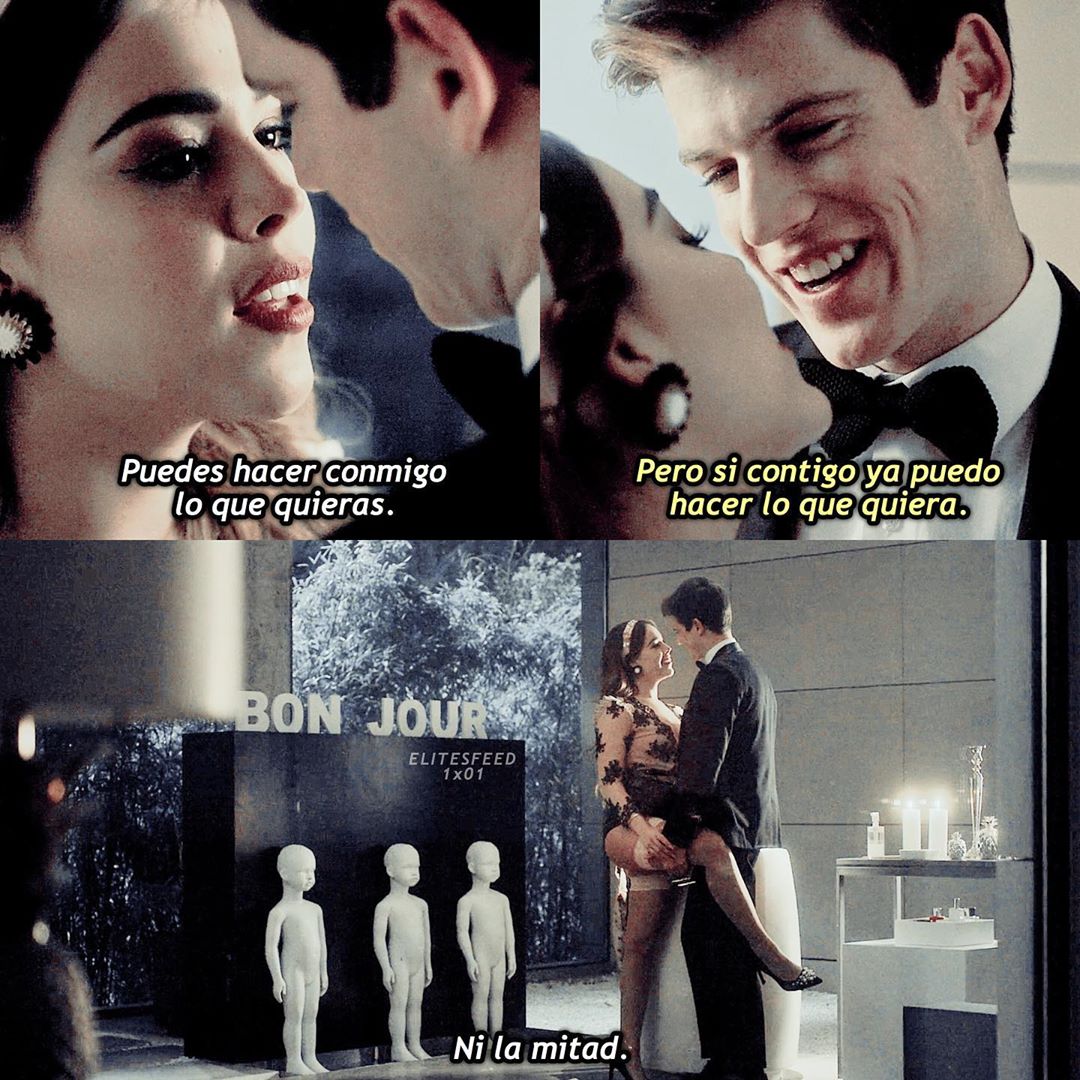 Puedes hacer conmigo
lo que quieras.
Pero si contigo ya puedo
hacer lo que quiera.
BON JOUR
ELITESFEED
1x01
Ni la mitad.